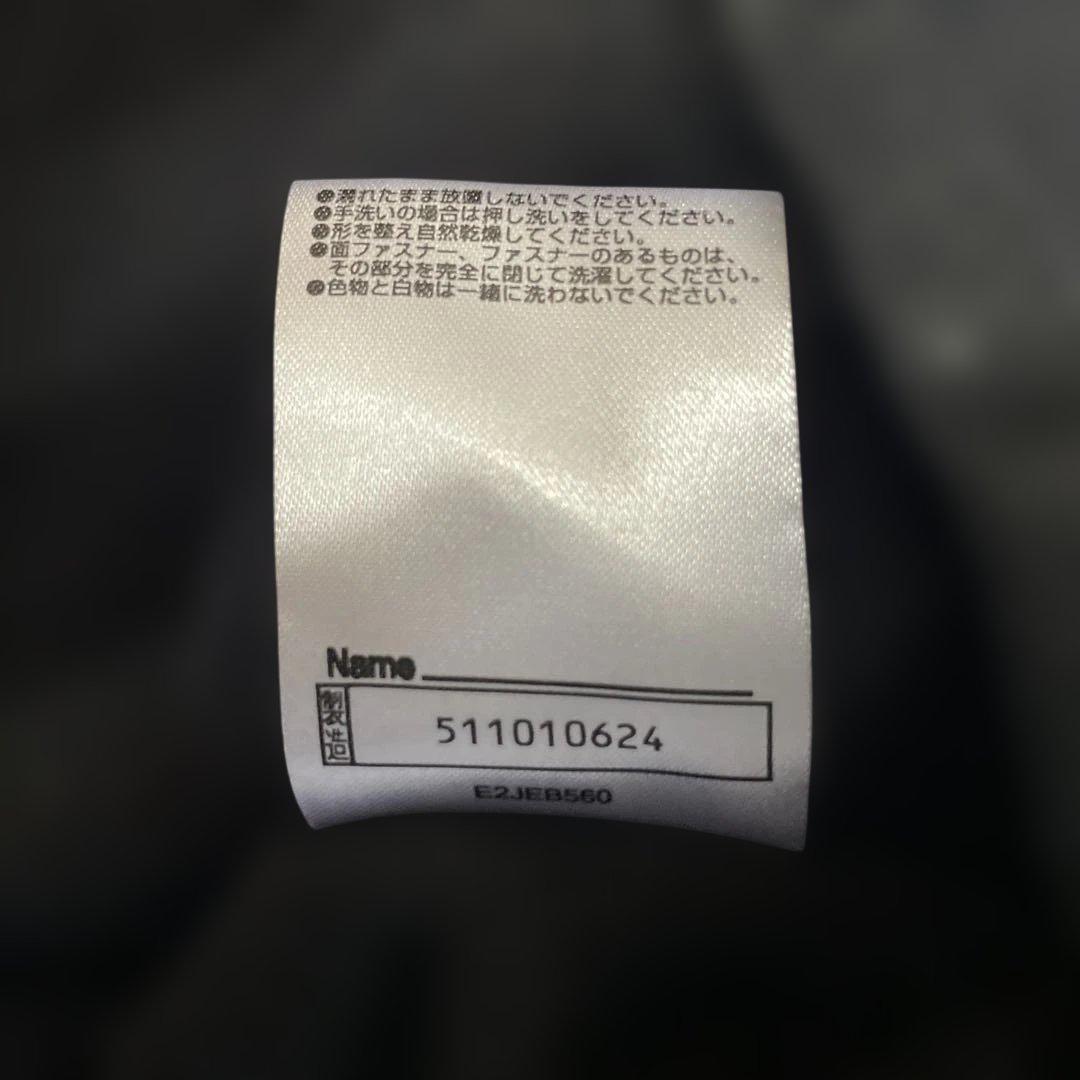 ●濡れたまま放置しないでください。
●手洗いの場合は押し洗いをしてください。
●形を整え自然乾燥してください。
●面ファスナー、ファスナーのあるものは、
その部分を完全に閉じて洗濯してください。
●色物と白物は一緒に洗わないでください。
Name
製造 511010624
E2JEB560